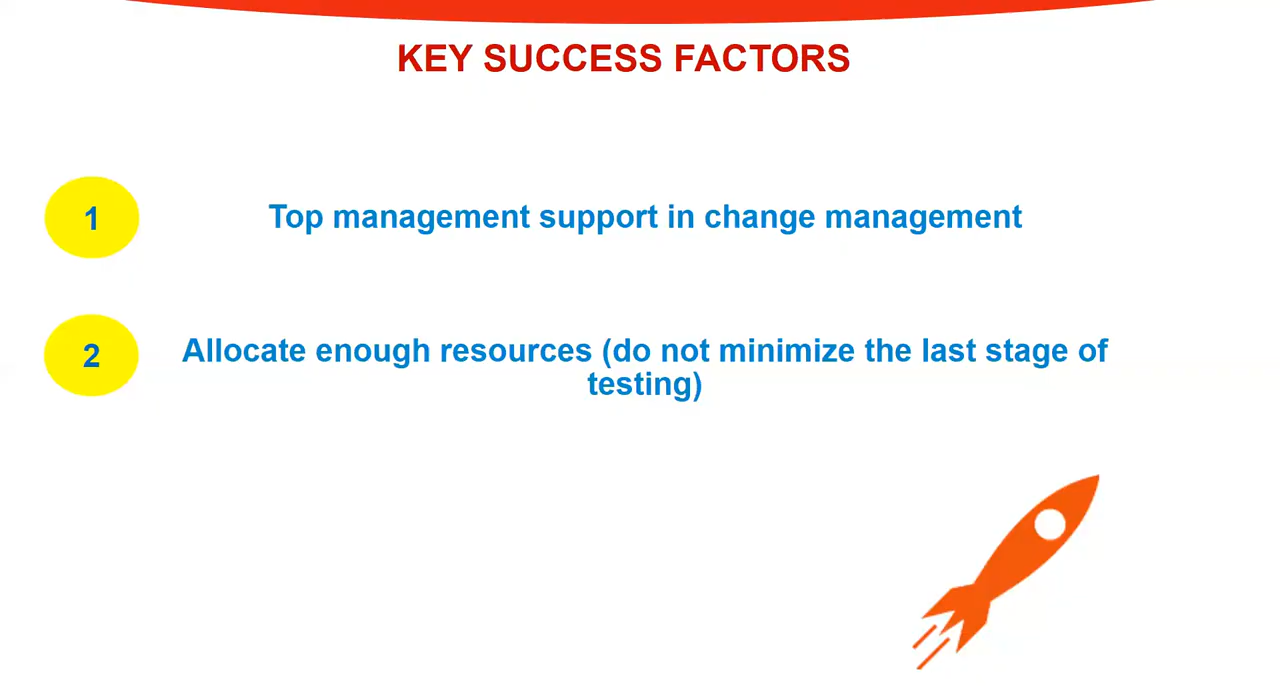 KEY SUCCESS FACTORS
1
Top management support in change management
2
Allocate enough resources (do not minimize the last stage of
testing)